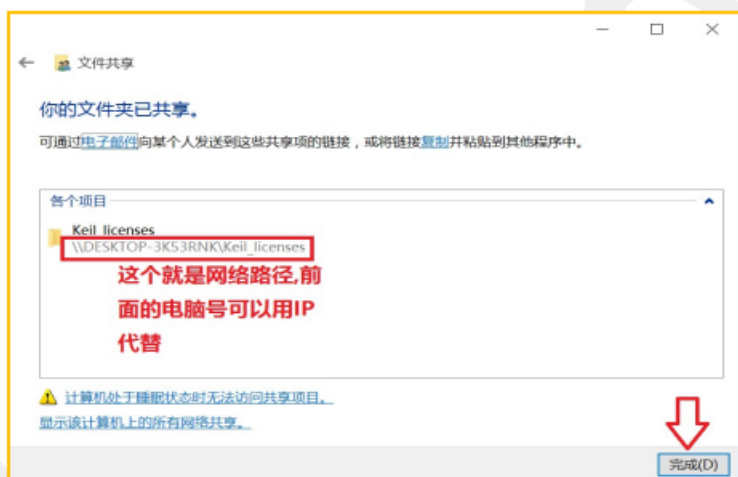 文件共享
你的文件夹已共享。
可通过电子邮件向某个人发送到这些共享项的链接，或将链接复制并粘贴到其他程序中。
各个项目
Keil_licenses
\\DESKTOP-3K53RNK\Keil_licenses
这个就是网络路径,前
面的电脑号可以用IP
代替
计算机处于睡眠状态时无法访问共享项目。
显示该计算机上的所有网络共享。
完成(D)